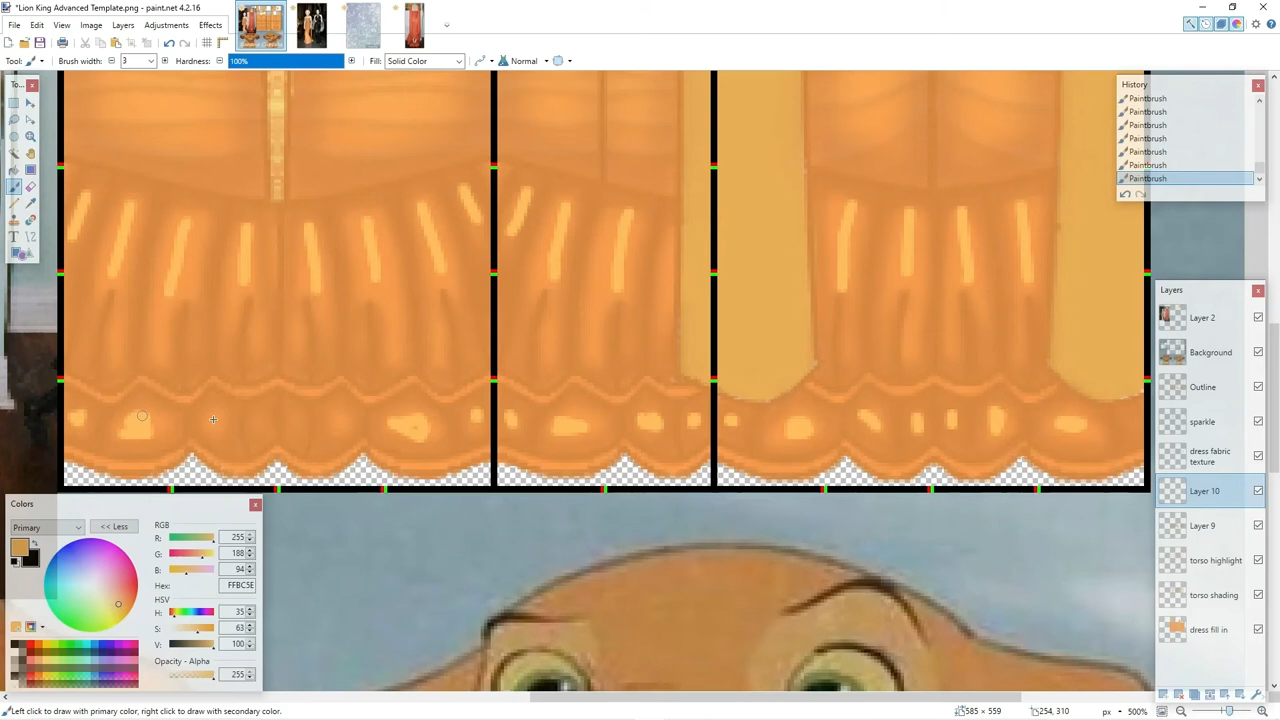 *Lion King Advanced Template.png - paint.net 4.2.16
File Edit View Image Layers Adjustments Effects
Tool: Brush width: 3 Hardness: 100% Fill: Solid Color Normal
To...
History
Paintbrush
Paintbrush
Paintbrush
Paintbrush
Paintbrush
Paintbrush
Paintbrush
Layers
Layer 2
Background
Outline
sparkle
dress fabric
texture
Layer 10
Layer 9
torso highlight
torso shading
dress fill in
Colors
Primary << Less
RGB
R: 255
G: 188
B: 94
Hex: FFBC5E
HSV
H: 35
S: 63
V: 100
Opacity - Alpha
255
Left click to draw with primary color, right click to draw with secondary color. 585 × 559 254, 310 px 500%